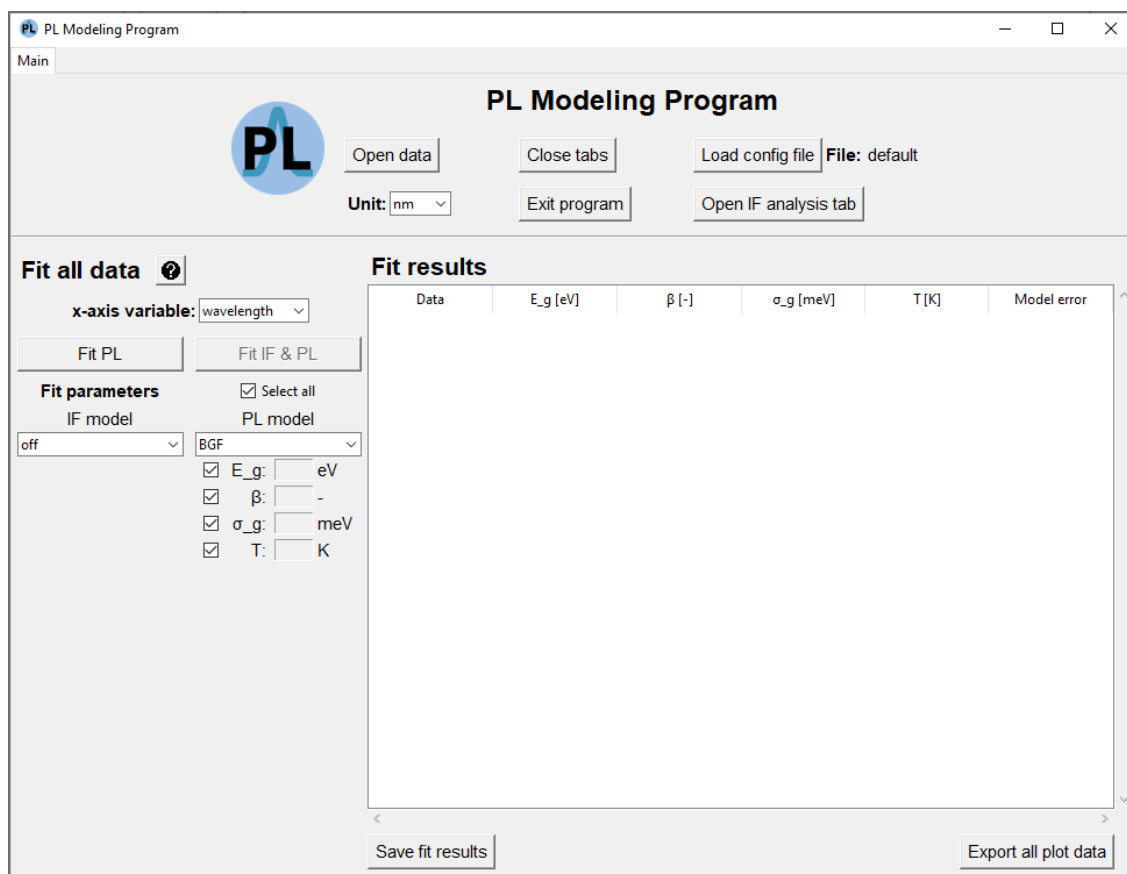 PL PL Modeling Program
Main
PL Modeling Program
PL
Open data Close tabs Load config file File: default
Unit: nm Exit program Open IF analysis tab
Fit all data ? Fit results
x-axis variable: wavelength
Data E_g [eV] β [-] σ_g [meV] T [K] Model error
Fit PL Fit IF & PL
Fit parameters Select all
IF model PL model
off BGF
E_g: eV
β: -
σ_g: meV
T: K
Save fit results Export all plot data